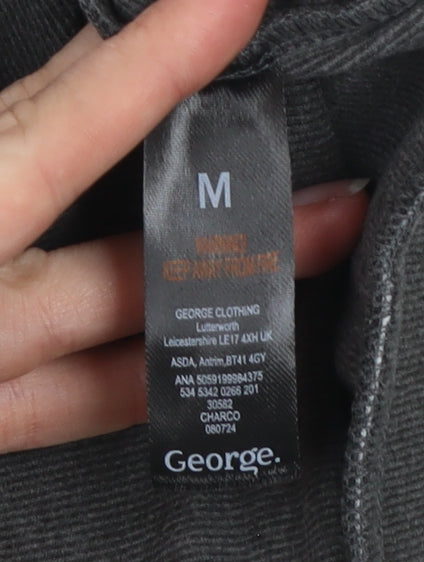 M
WARNING
KEEP AWAY FROM FIRE
GEORGE CLOTHING
Lutterworth
Leicestershire LE17 4XH UK
ASDA, Antrim,BT41 4GY
ANA 5059199984375
534 5342 0266 201
30582
CHARCO
080724
George.